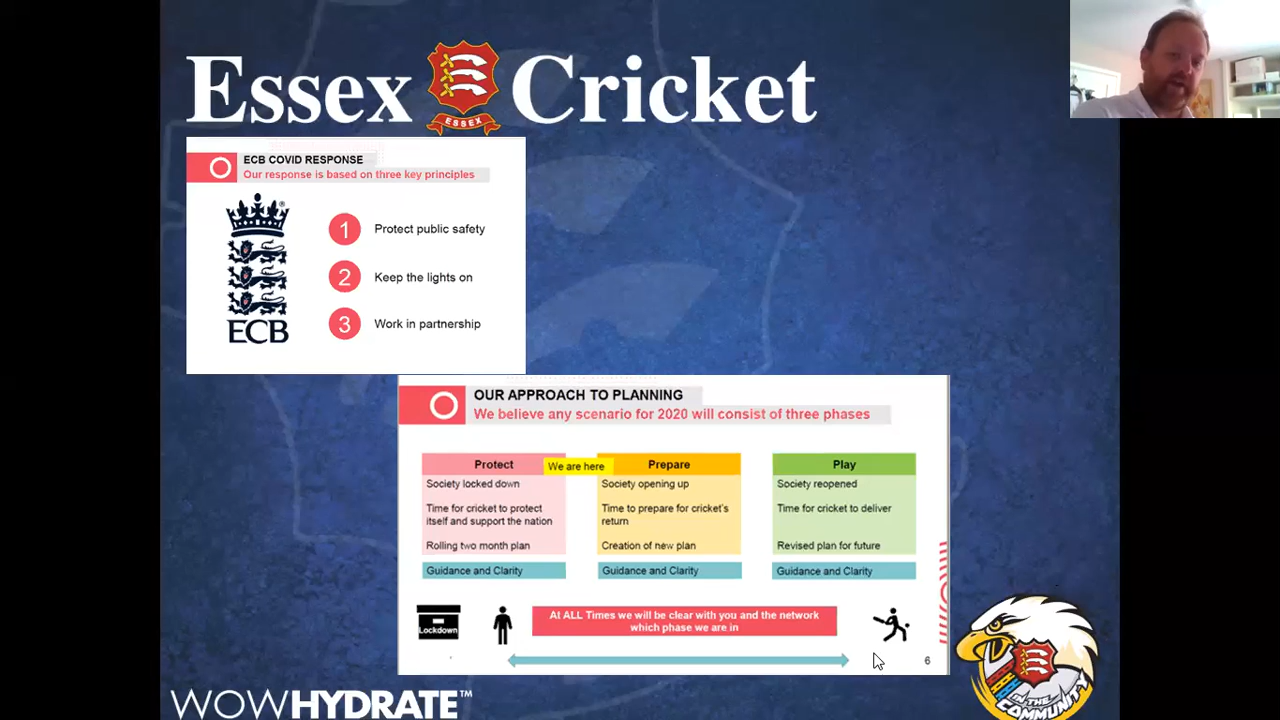 Essex Cricket
ESSEX
ECB COVID RESPONSE
Our response is based on three key principles
1 Protect public safety
2 Keep the lights on
3 Work in partnership
ECB
OUR APPROACH TO PLANNING
We believe any scenario for 2020 will consist of three phases
Protect
We are here
Prepare
Play
Society locked down
Time for cricket to protect
itself and support the nation
Rolling two month plan
Guidance and Clarity
Society opening up
Time to prepare for cricket's
return
Creation of new plan
Guidance and Clarity
Society reopened
Time for cricket to deliver
Revised plan for future
Guidance and Clarity
Lockdown
At ALL Times we will be clear with you and the network
which phase we are in
6
WOWHYDRATE™
IN THE
COMMUNITY